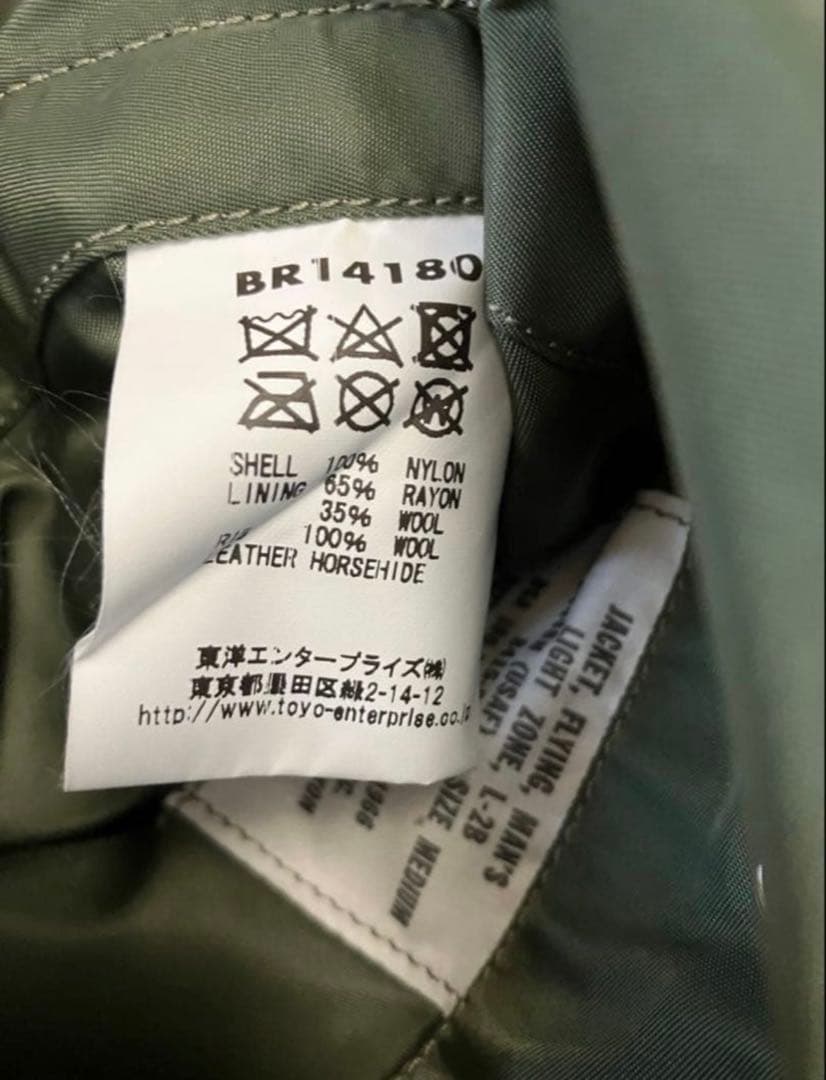 BR14180
SHELL 100% NYLON
LINING 65% RAYON
35% WOOL
100% WOOL
LEATHER HORSEHIDE
東洋エンタープライズ㈱
東京都墨田区緑2-14-12
http://www.toyo-enterprise.co.
JACKET, FLYING, MAN'S
LIGHT ZONE, L-2B
(USAF)
SIZE MEDIUM